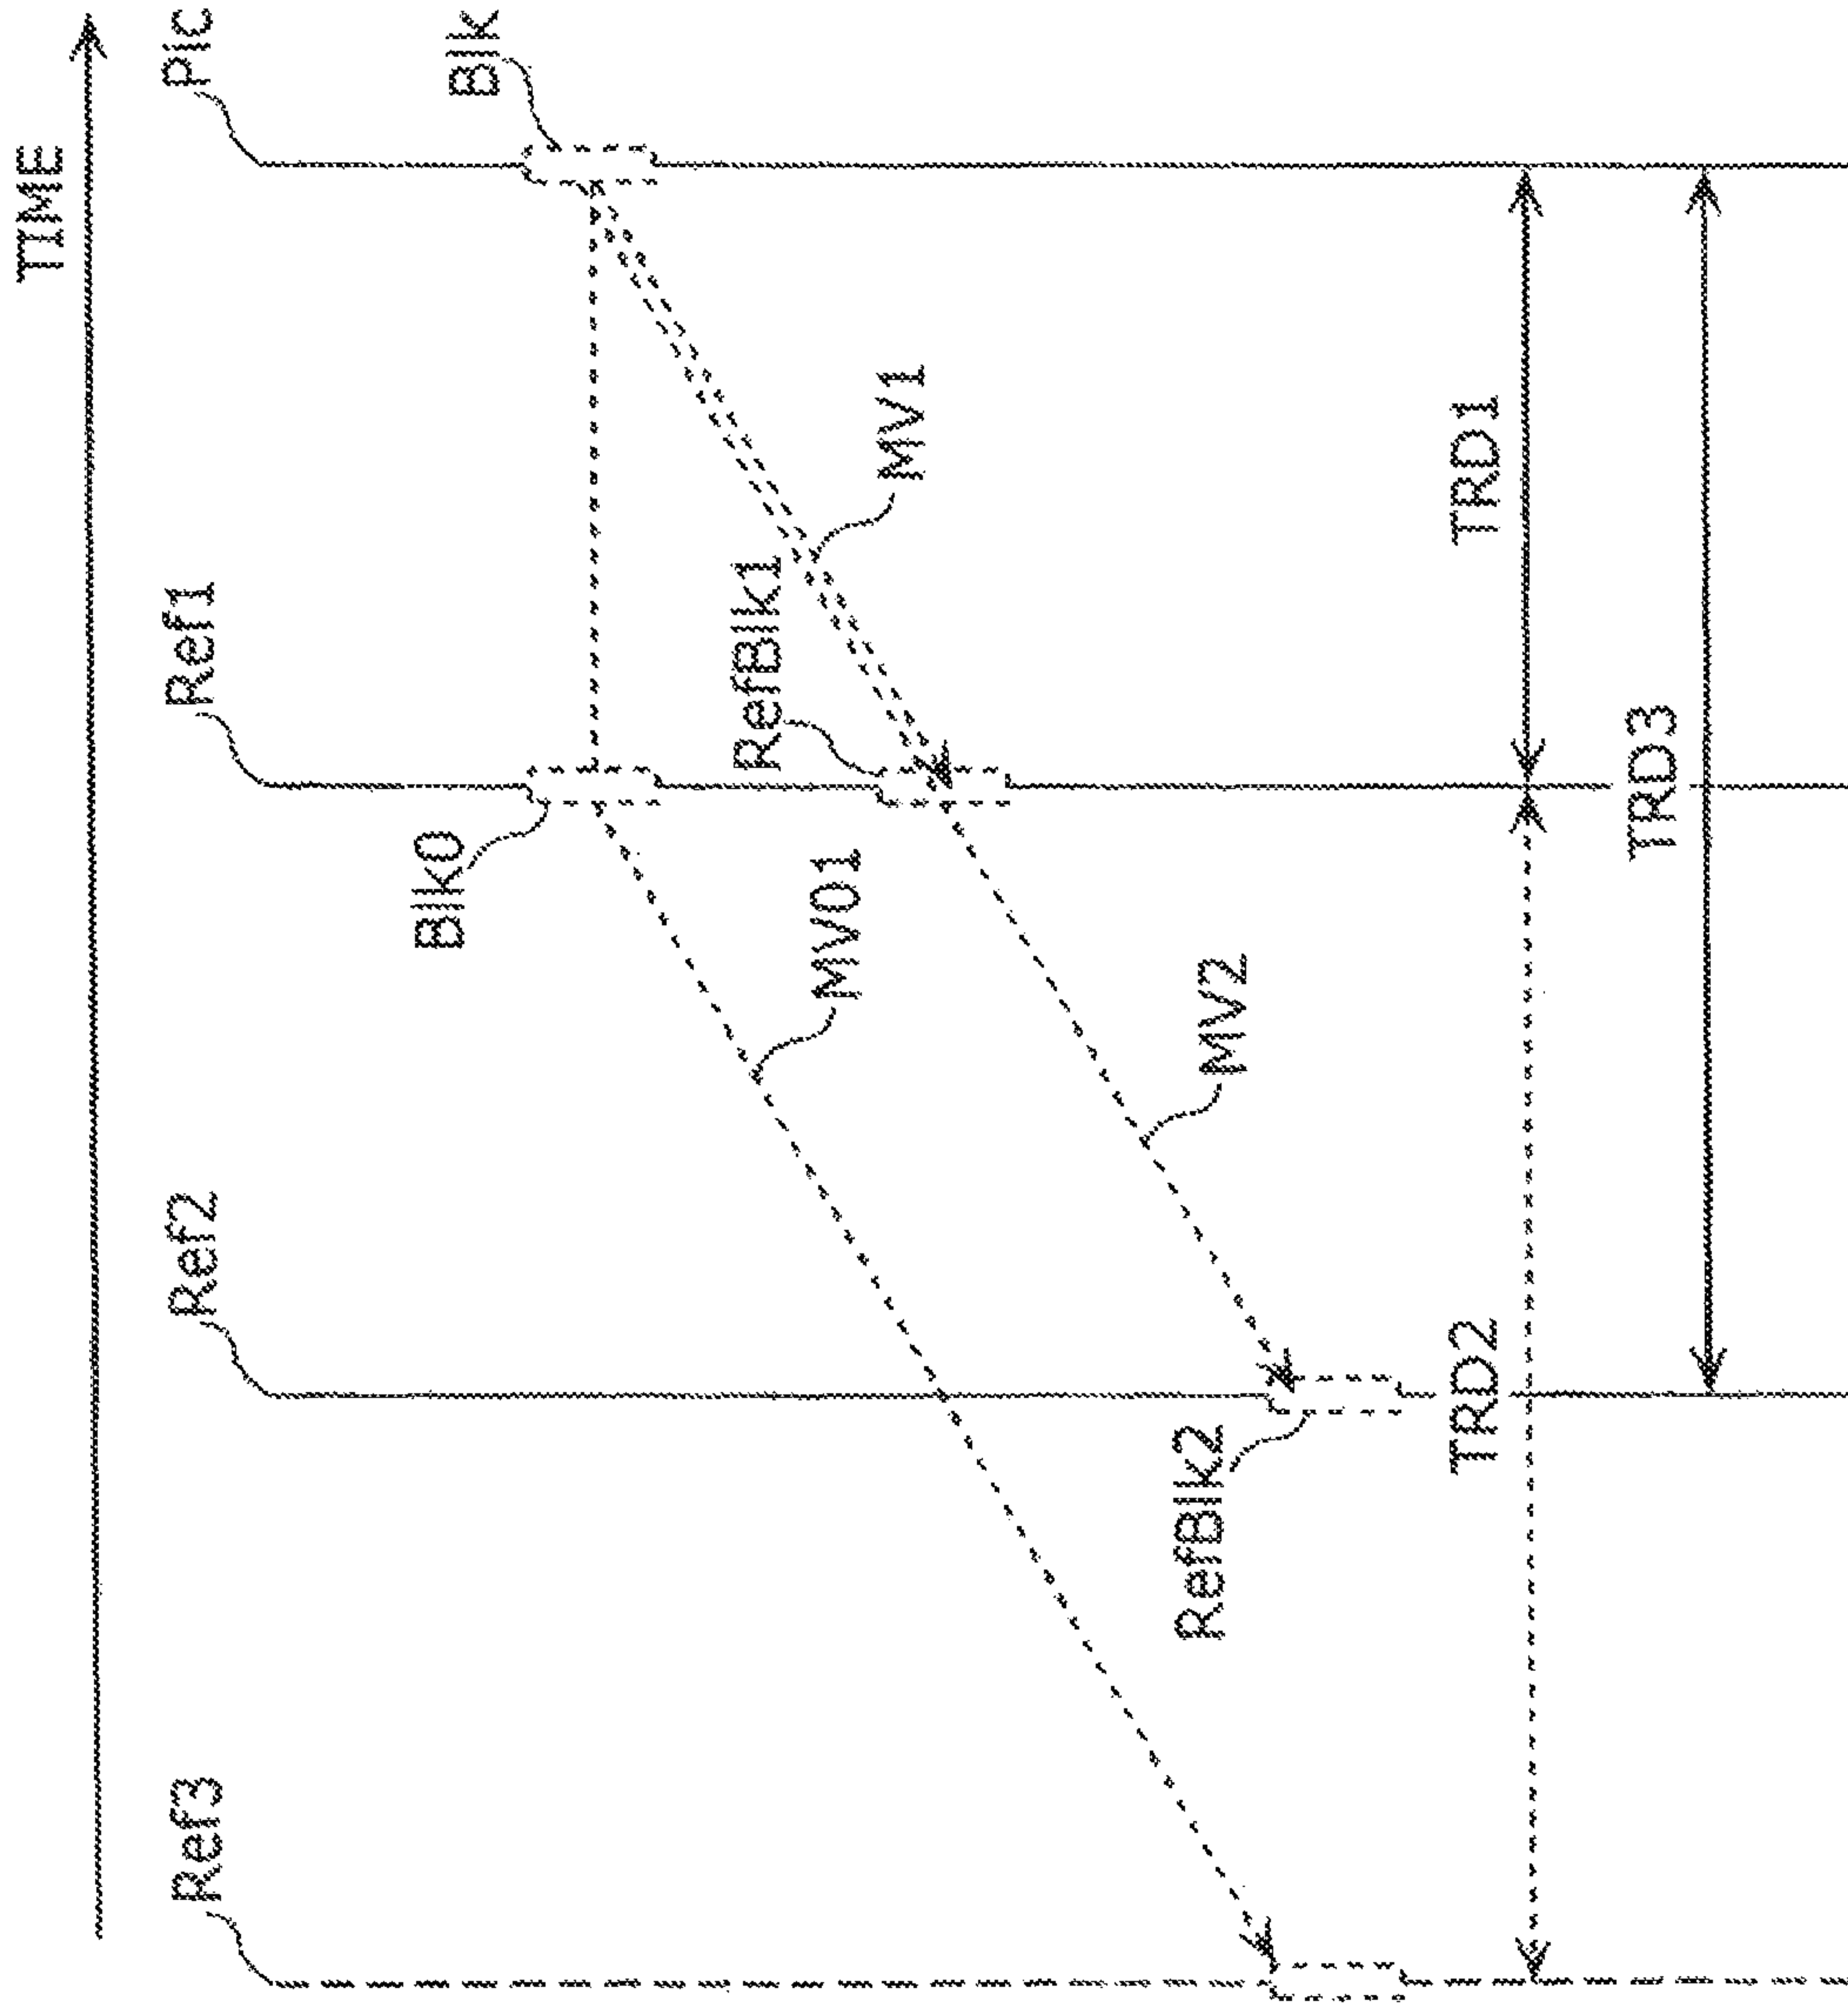 TIME
Pic
Blk
Ref1
Blk0
RefBlk1
MV1
MV01
MV2
Ref2
RefBlk2
Ref3
TRD1
TRD2
TRD3